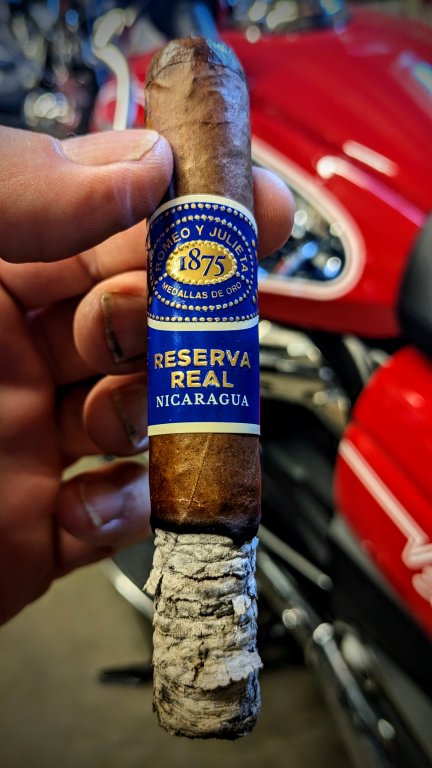 ROMEO Y JULIETA
1875
MEDALLAS DE ORO
RESERVA
REAL
NICARAGUA